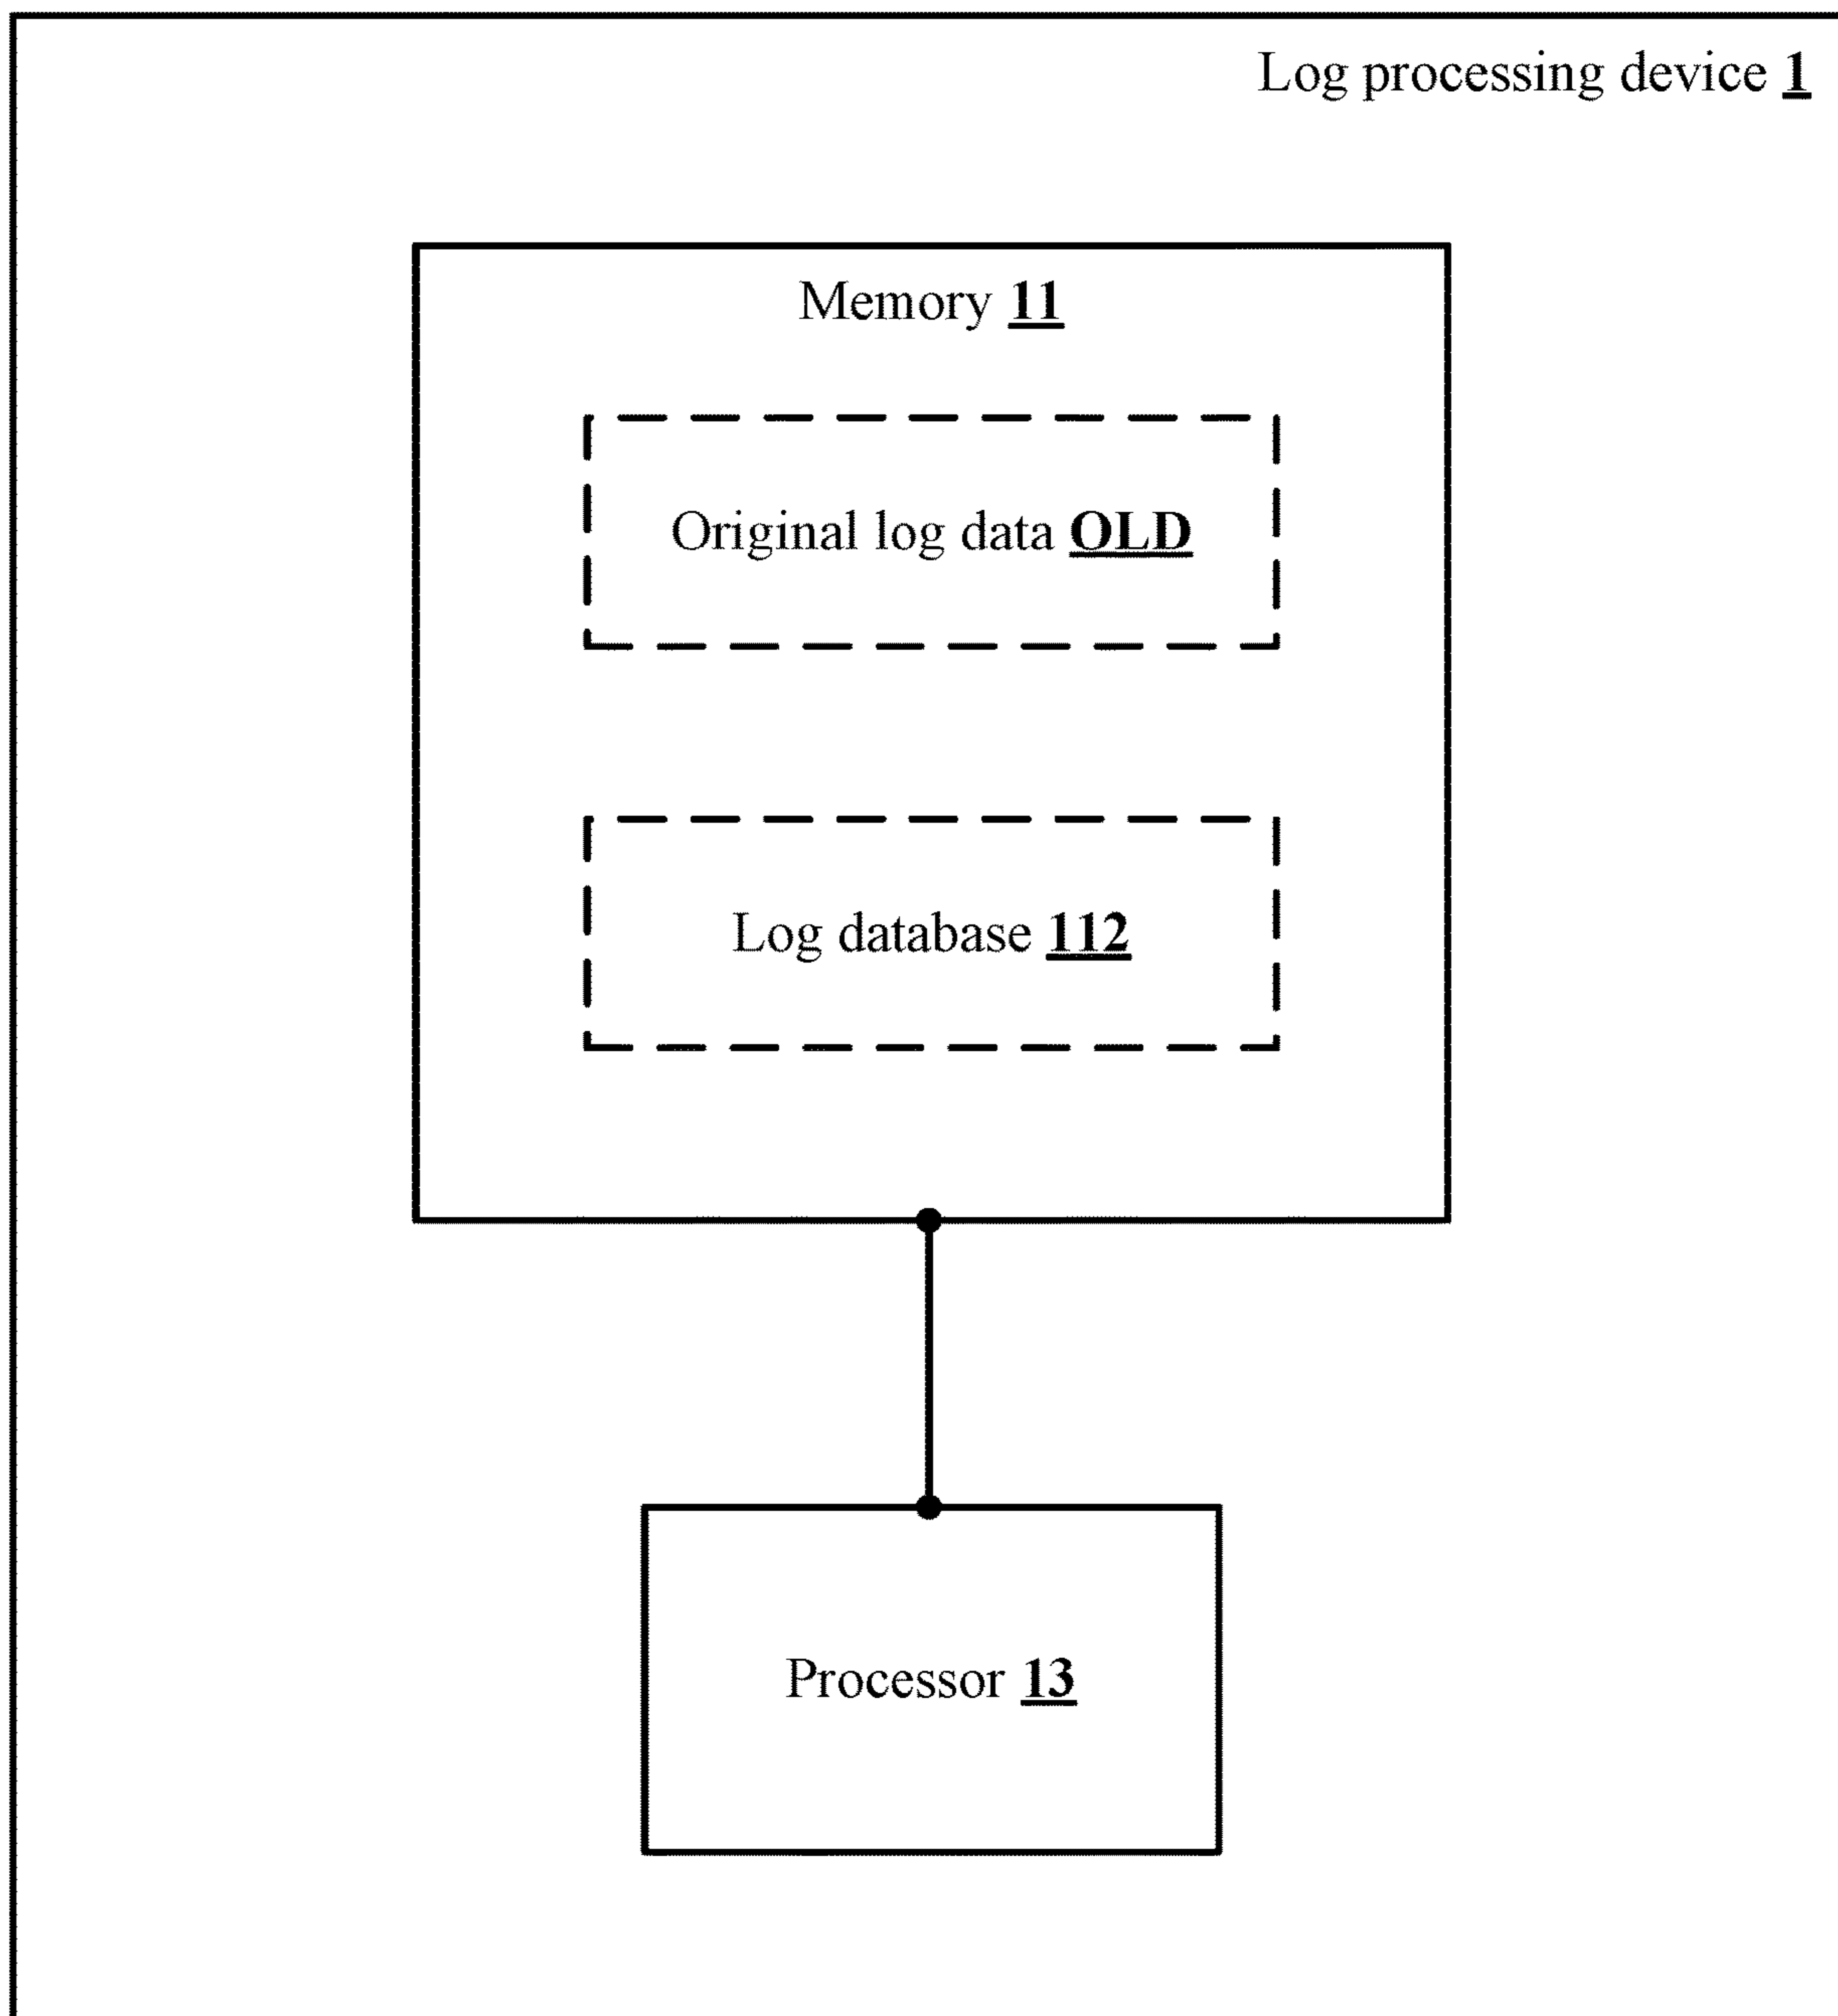 Log processing device 1
Memory 11
Original log data OLD
Log database 112
Processor 13